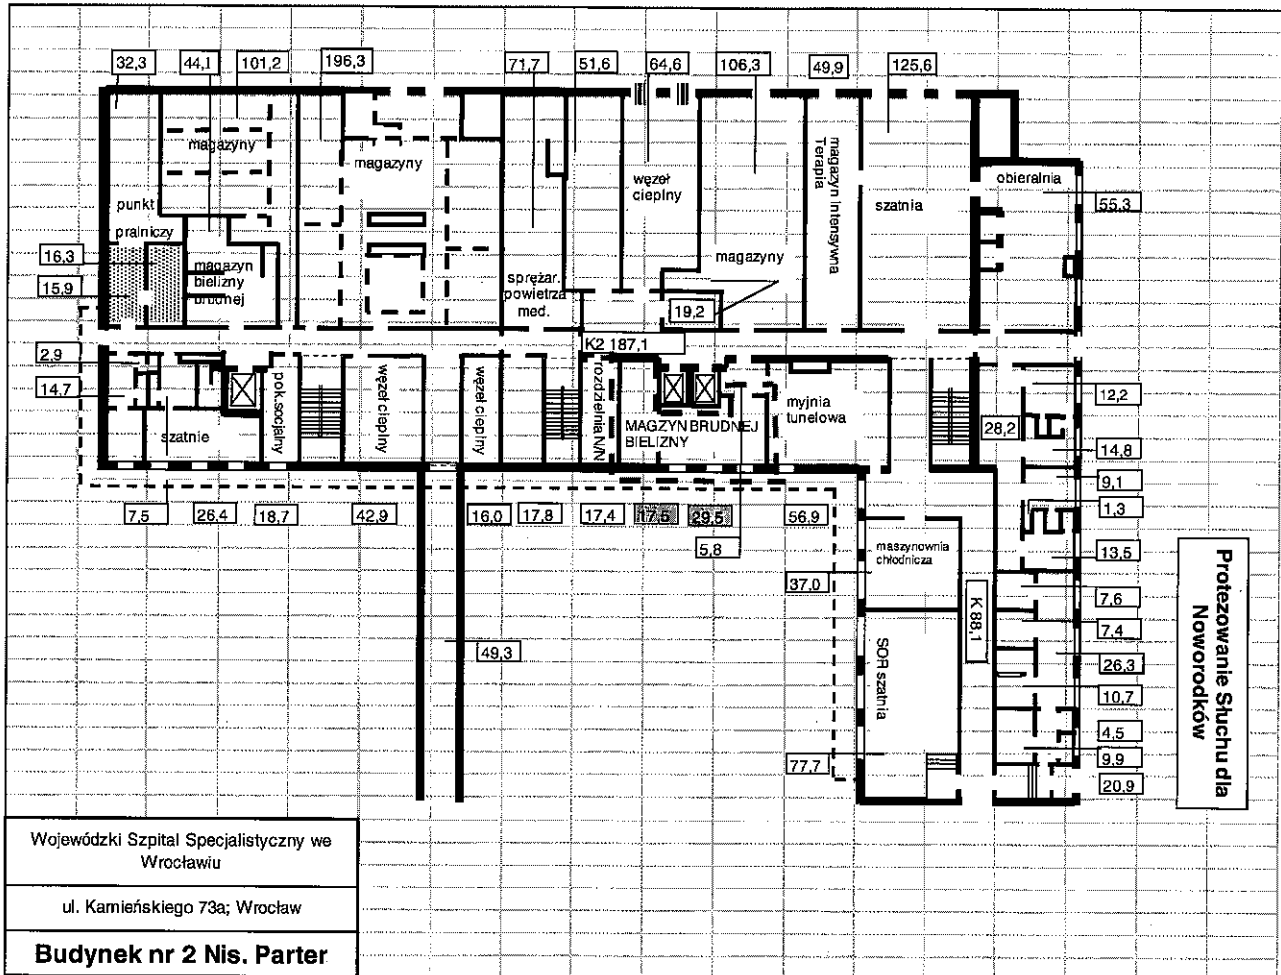 32,3
44,1
101,2
196,3
71,7
51,6
64,6
106,3
49,9
125,6
magazyny
magazyny
węzeł
cieplny
magazyn intensywna
Terapia
szatnia
obieralnia
55,3
punkt
pralniczy
16,3
15,9
magazyn
bielizny
brudnej
sprężar.
powietrza
med.
magazyny
19,2
K2 187,1
2,9
14,7
szatnie
pok.socjalny
węzeł cieplny
węzeł cieplny
rozdzielnia N/N
MAGZYN BRUDNEJ
BIELIZNY
myjnia
tunelowa
28,2
12,2
14,8
9,1
1,3
13,5
7,6
7,4
26,3
10,7
4,5
9,9
20,9
7,5
26,4
18,7
42,9
16,0
17,8
17,4
17,5
29,5
5,8
56,9
maszynownia
chłodnicza
37,0
K 88,1
49,3
SOR szatnia
77,7
Protezowanie Słuchu dla
Noworodków
Wojewódzki Szpital Specjalistyczny we
Wrocławiu
ul. Kamieńskiego 73a; Wrocław
Budynek nr 2 Nis. Parter